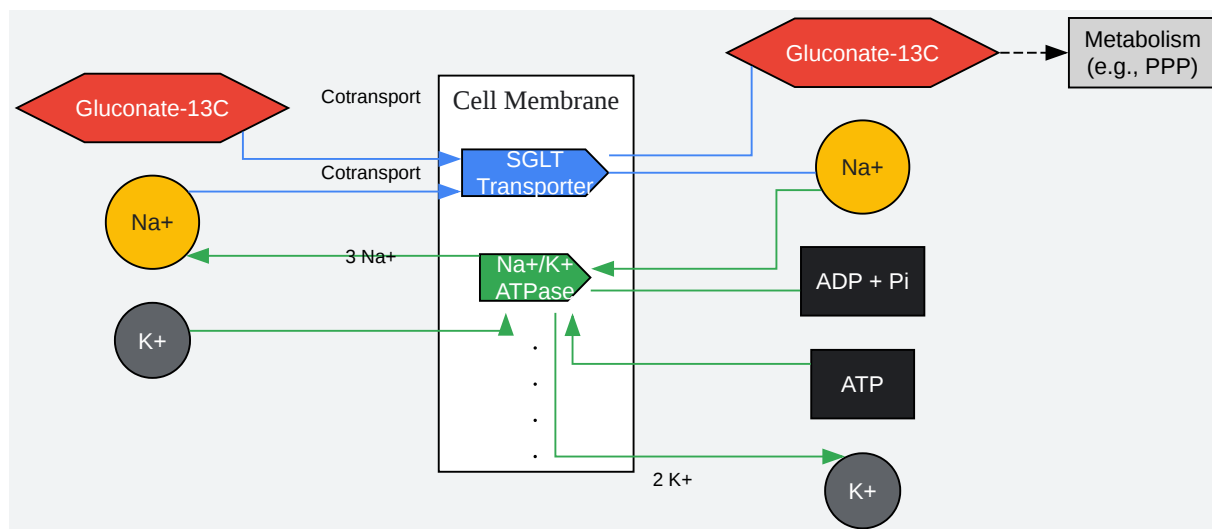 Gluconate-13C
Metabolism
(e.g., PPP)
Gluconate-13C
Cotransport
Cell Membrane
SGLT
Transporter
Cotransport
Na+
Na+
3 Na+
Na+/K+
ATPase
ADP + Pi
K+
ATP
2 K+
K+